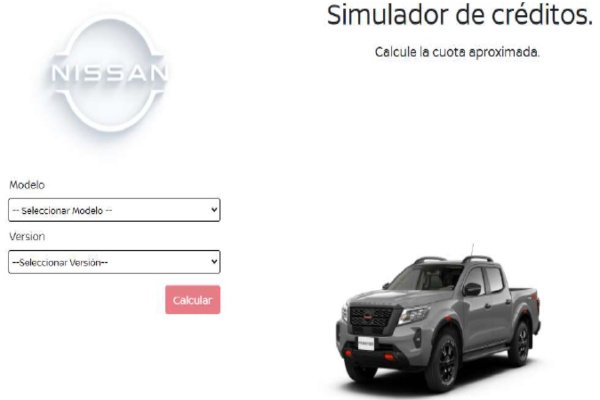 NISSAN
Simulador de créditos.
Calcule la cuota aproximada.
Modelo
-- Seleccionar Modelo --
Version
--Seleccionar Versión--
Calcular